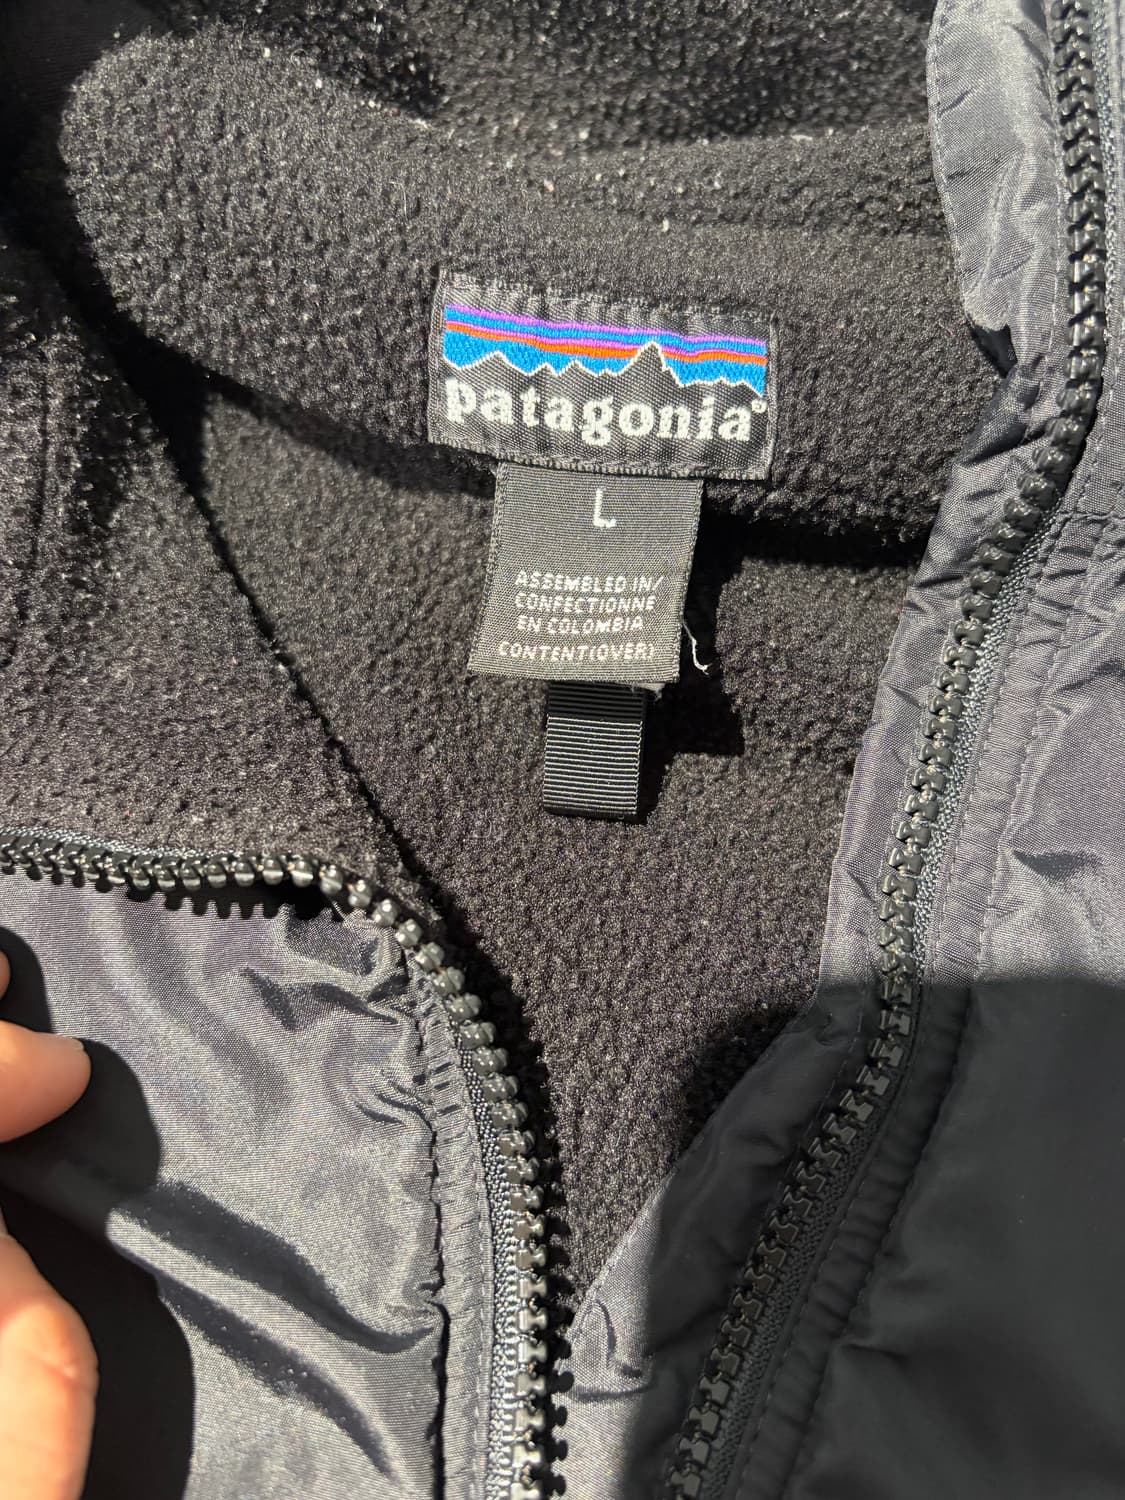 patagonia®
L
ASSEMBLED IN/
CONFECTIONNE
EN COLOMBIA
CONTENT(OVER)